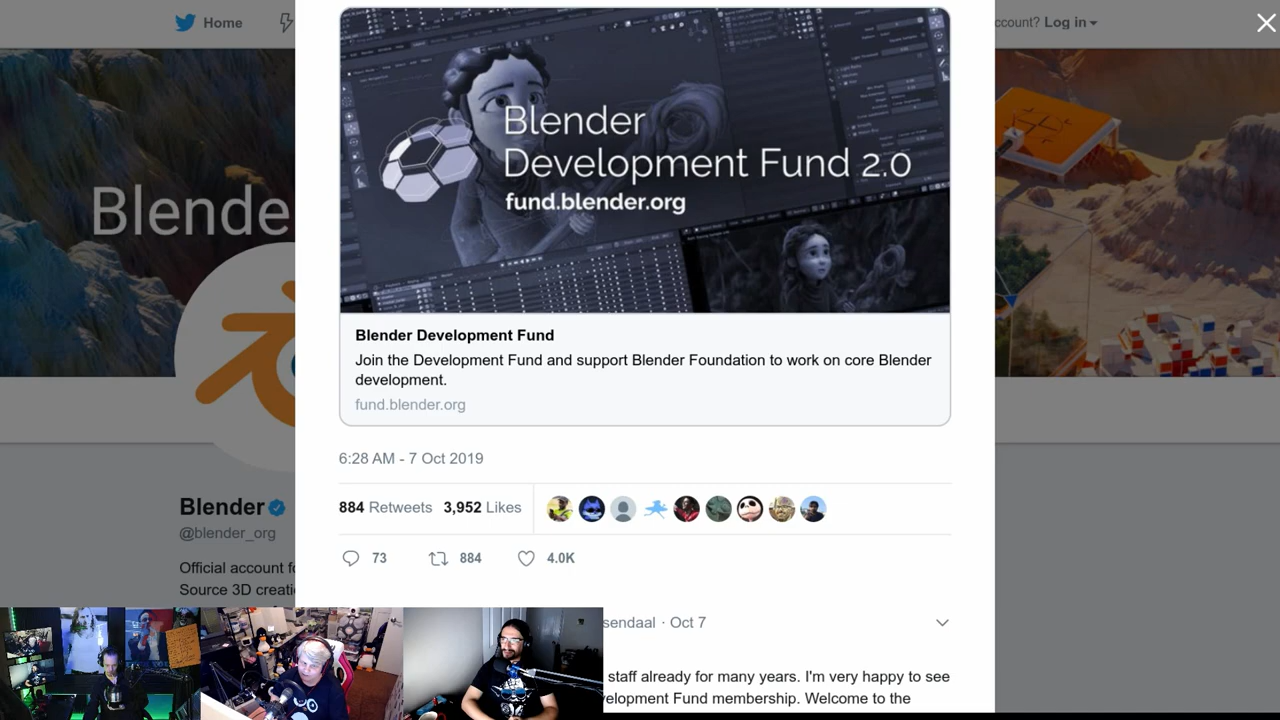 Home
ccount? Log in
Blende
Blender
Development Fund 2.0
fund.blender.org
Blender Development Fund
Join the Development Fund and support Blender Foundation to work on core Blender
development.
fund.blender.org
6:28 AM - 7 Oct 2019
884 Retweets 3,952 Likes
73 884 4.0K
Blender
@blender_org
Official account fo
Source 3D creati
sendaal · Oct 7
staff already for many years. I'm very happy to see
elopment Fund membership. Welcome to the